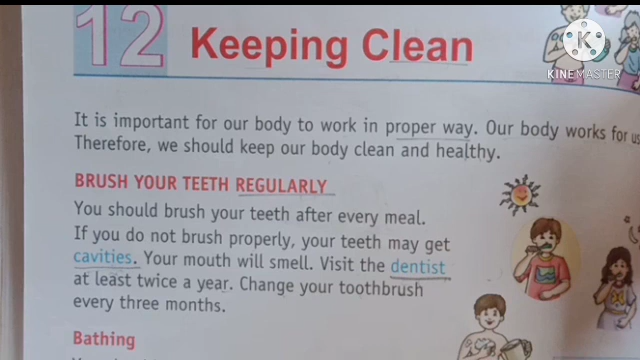 12 Keeping Clean
KINEMASTER
It is important for our body to work in proper way. Our body works for us
Therefore, we should keep our body clean and healthy.
BRUSH YOUR TEETH REGULARLY
You should brush your teeth after every meal.
If you do not brush properly, your teeth may get
cavities. Your mouth will smell. Visit the dentist
at least twice a year. Change your toothbrush
every three months.
Bathing